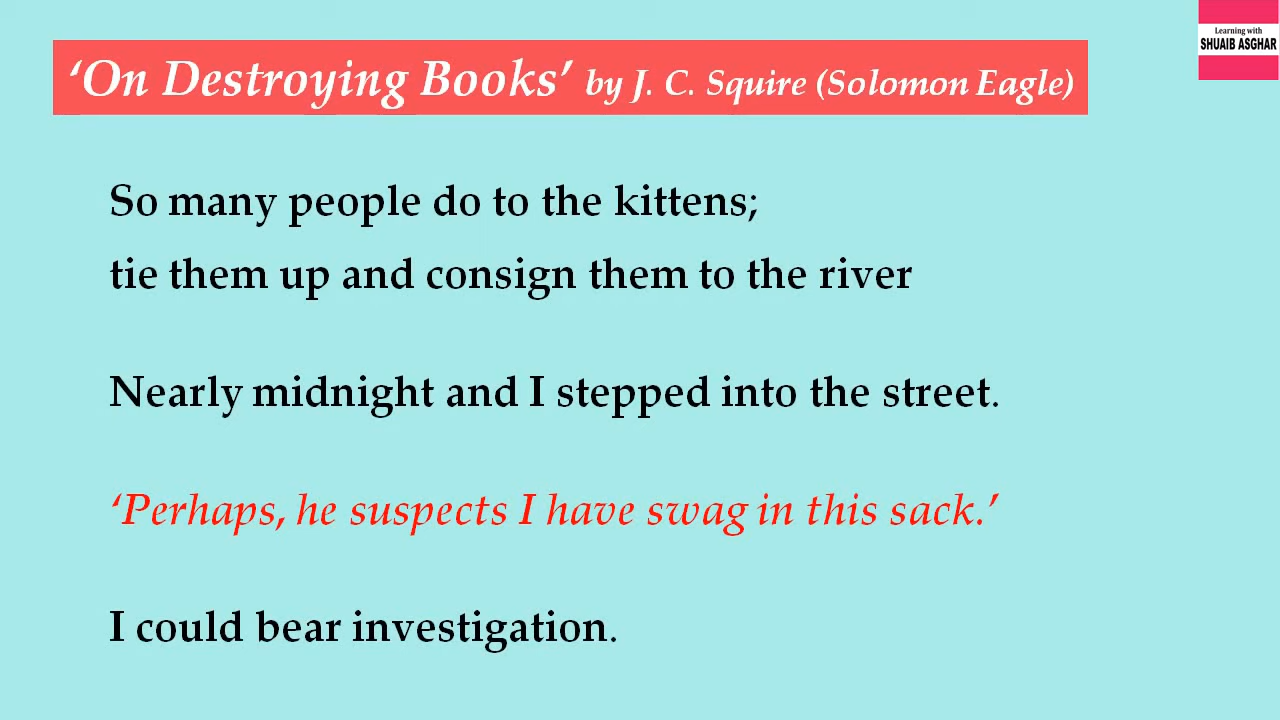 Learning with
SHUAIB ASGHAR
‘On Destroying Books’ by J. C. Squire (Solomon Eagle)
So many people do to the kittens;
tie them up and consign them to the river
Nearly midnight and I stepped into the street.
‘Perhaps, he suspects I have swag in this sack.’
I could bear investigation.